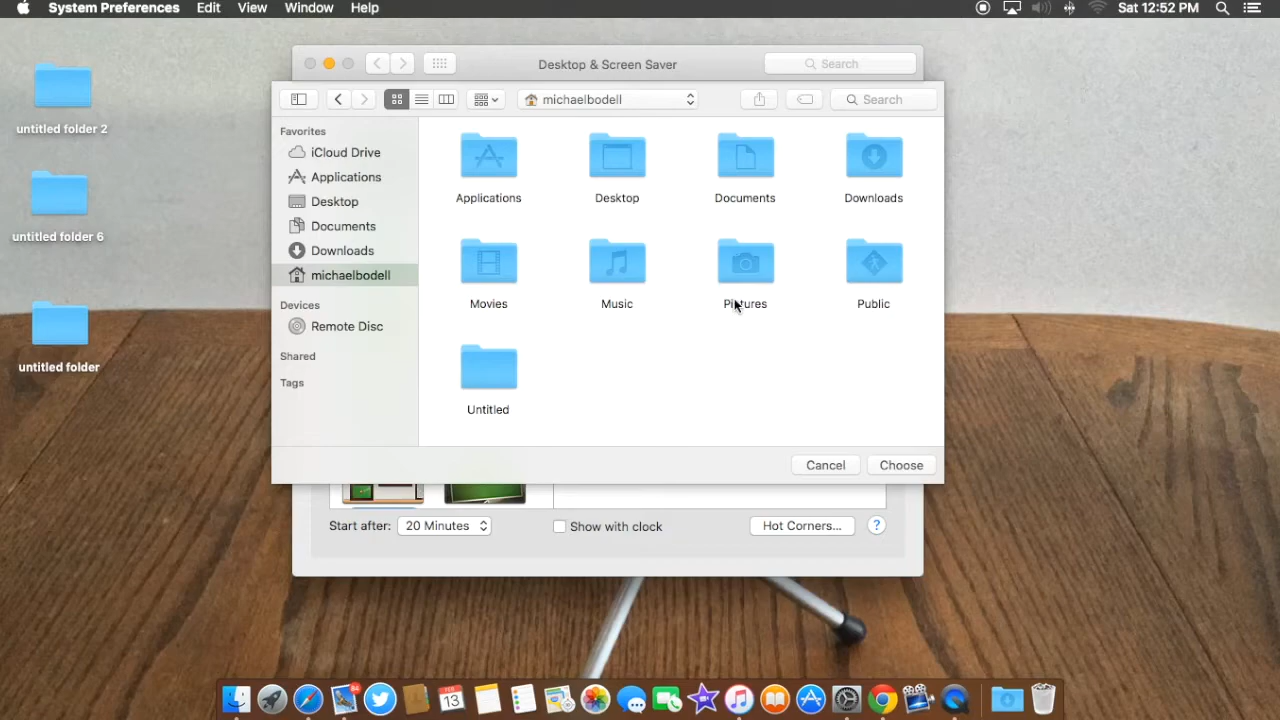 System Preferences Edit View Window Help Sat 12:52 PM
Desktop & Screen Saver Search
michaelbodell Search
Favorites
iCloud Drive
Applications
Desktop
Documents
Downloads
michaelbodell
Devices
Remote Disc
Shared
Tags
Applications Desktop Documents Downloads
Movies Music Pictures Public
Untitled
Cancel Choose
Start after: 20 Minutes Show with clock Hot Corners... ?
untitled folder 2
untitled folder 6
untitled folder
FEB
13